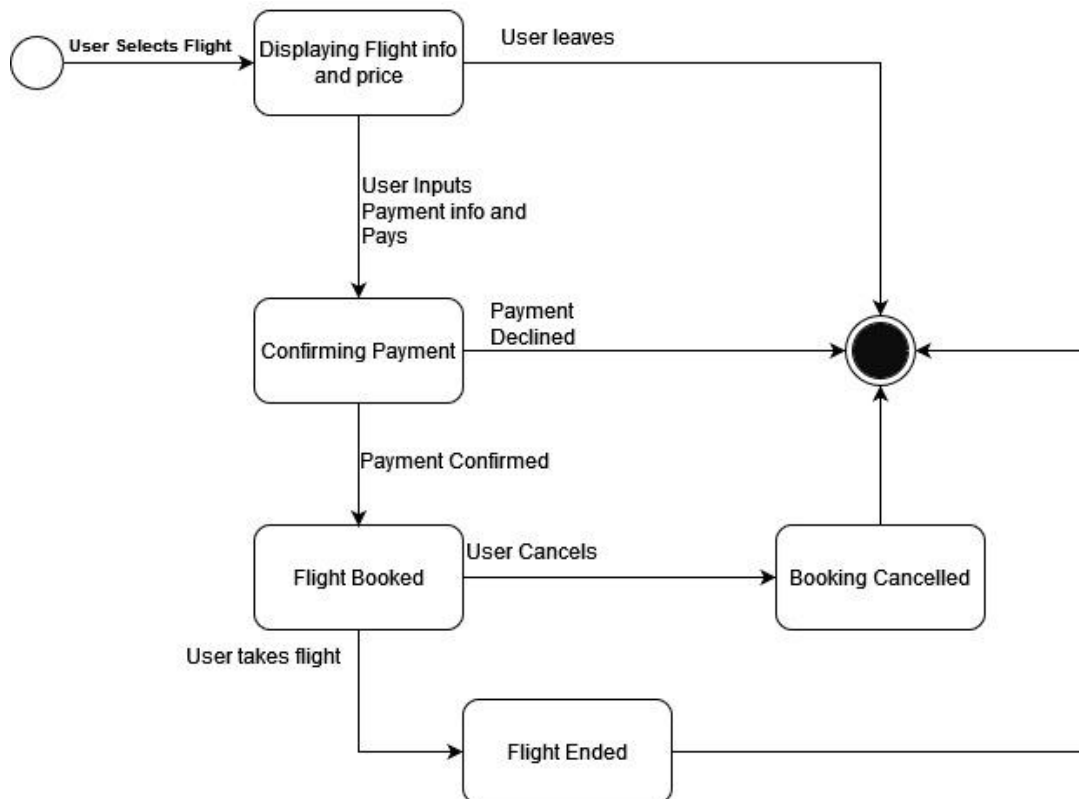 User Selects Flight
Displaying Flight info
and price
User leaves
User Inputs
Payment info and
Pays
Confirming Payment
Payment
Declined
Payment Confirmed
Flight Booked
User Cancels
Booking Cancelled
User takes flight
Flight Ended